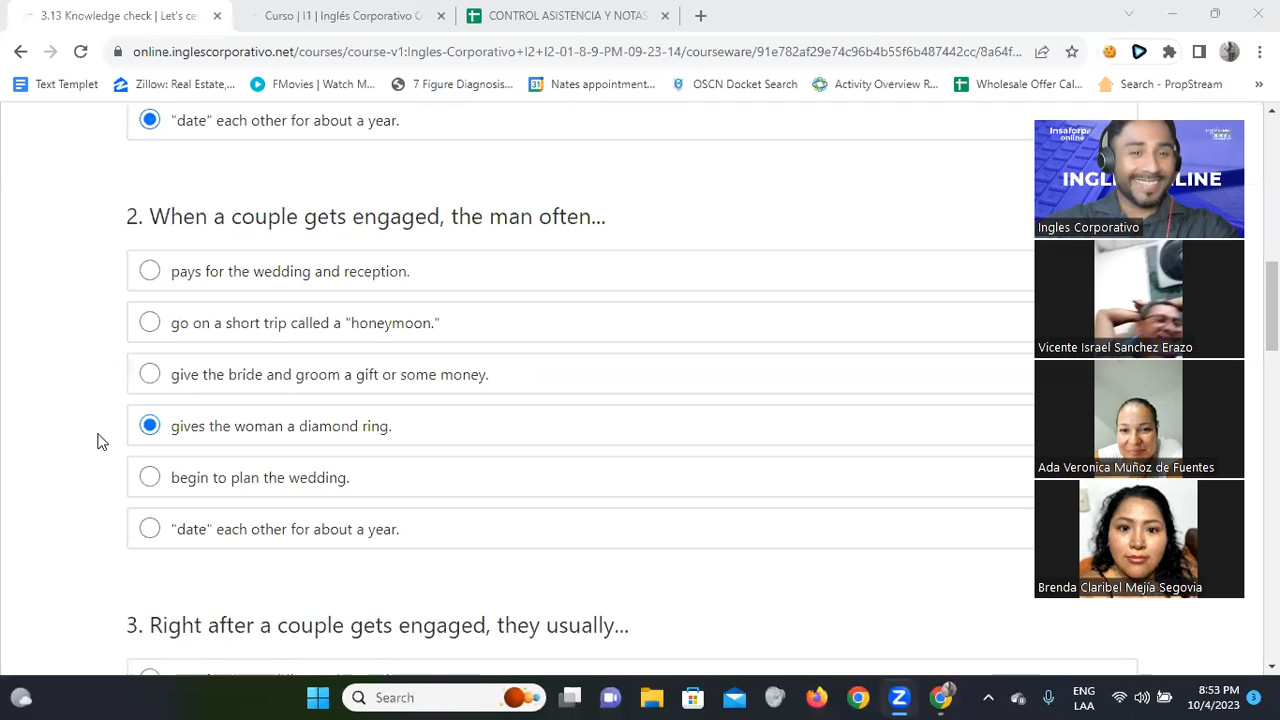 3.13 Knowledge check | Let's ce
Curso | I1 | Inglés Corporativo
CONTROL ASISTENCIA Y NOTAS
online.inglescorporativo.net/courses/course-v1:Ingles-Corporativo+I2+I2-01-8-9-PM-09-23-14/courseware/91e782af29e74c96b4b55f6b487442cc/8a64f...
Text Templet
Zillow: Real Estate,...
FMovies | Watch M...
7 Figure Diagnosis...
Nates appointment...
OSCN Docket Search
Activity Overview R...
Wholesale Offer Cal...
Search - PropStream
"date" each other for about a year.
2. When a couple gets engaged, the man often...
pays for the wedding and reception.
go on a short trip called a "honeymoon."
give the bride and groom a gift or some money.
gives the woman a diamond ring.
begin to plan the wedding.
"date" each other for about a year.
3. Right after a couple gets engaged, they usually...
Insaforp
online
Ingles Corporativo
Vicente Israel Sanchez Erazo
Ada Veronica Muñoz de Fuentes
Brenda Claribel Mejía Segovia
Search
ENG
LAA
8:53 PM
10/4/2023
3